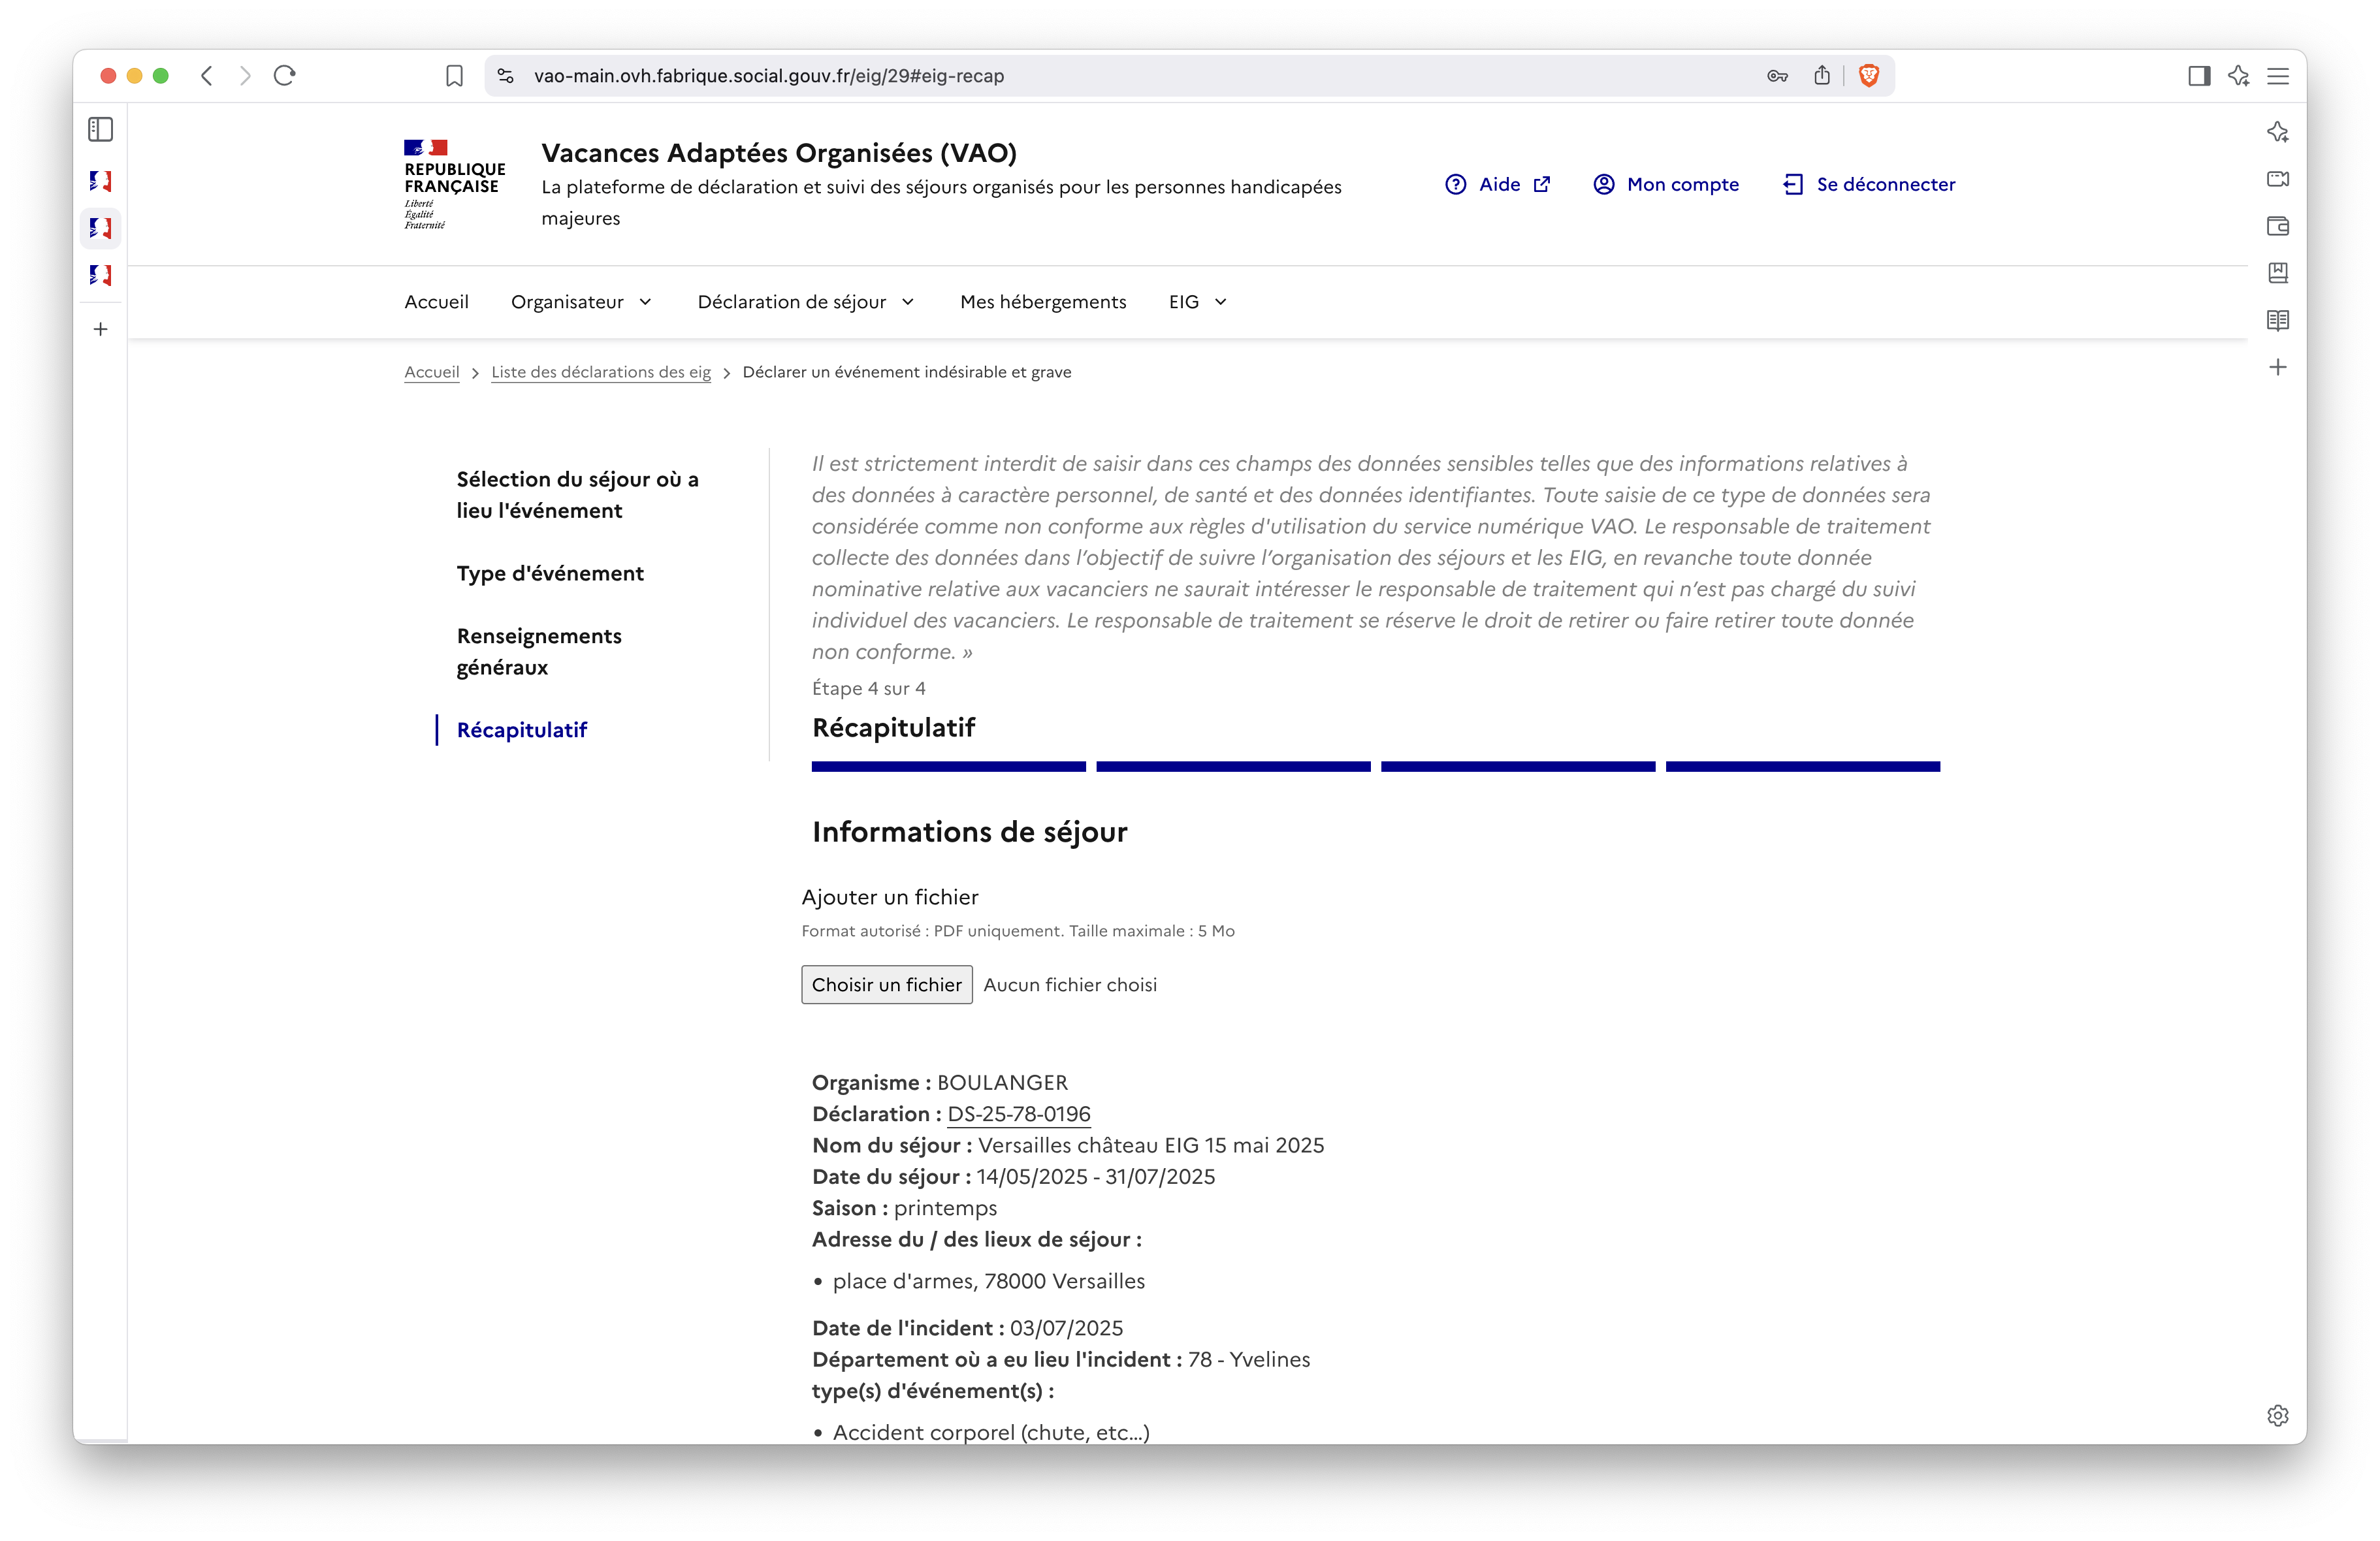 vao-main.ovh.fabrique.social.gouv.fr/eig/29#eig-recap
REPUBLIQUE
FRANÇAISE
Liberté
Égalité
Fraternité
Vacances Adaptées Organisées (VAO)
La plateforme de déclaration et suivi des séjours organisés pour les personnes handicapées
majeures
Aide
Mon compte
Se déconnecter
Accueil
Organisateur
Déclaration de séjour
Mes hébergements
EIG
Accueil > Liste des déclarations des eig > Déclarer un événement indésirable et grave
Sélection du séjour où a
lieu l'événement
Type d'événement
Renseignements
généraux
Récapitulatif
Il est strictement interdit de saisir dans ces champs des données sensibles telles que des informations relatives à
des données à caractère personnel, de santé et des données identifiantes. Toute saisie de ce type de données sera
considérée comme non conforme aux règles d'utilisation du service numérique VAO. Le responsable de traitement
collecte des données dans l’objectif de suivre l’organisation des séjours et les EIG, en revanche toute donnée
nominative relative aux vacanciers ne saurait intéresser le responsable de traitement qui n’est pas chargé du suivi
individuel des vacanciers. Le responsable de traitement se réserve le droit de retirer ou faire retirer toute donnée
non conforme. »
Étape 4 sur 4
Récapitulatif
Informations de séjour
Ajouter un fichier
Format autorisé : PDF uniquement. Taille maximale : 5 Mo
Choisir un fichier Aucun fichier choisi
Organisme : BOULANGER
Déclaration : DS-25-78-0196
Nom du séjour : Versailles château EIG 15 mai 2025
Date du séjour : 14/05/2025 - 31/07/2025
Saison : printemps
Adresse du / des lieux de séjour :
• place d'armes, 78000 Versailles
Date de l'incident : 03/07/2025
Département où a eu lieu l'incident : 78 - Yvelines
type(s) d'événement(s) :
• Accident corporel (chute, etc...)